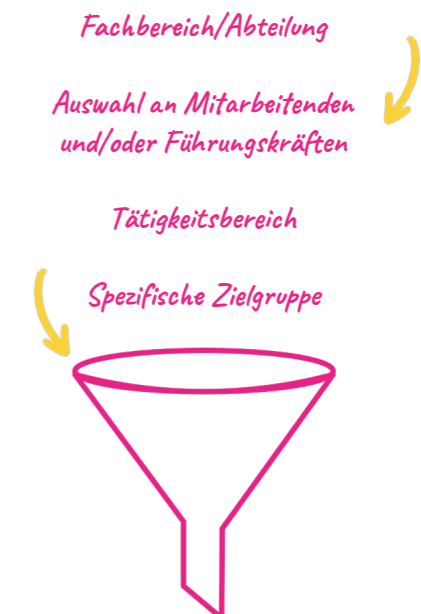 Fachbereich/Abteilung
Auswahl an Mitarbeitenden
und/oder Führungskräften
Tätigkeitsbereich
Spezifische Zielgruppe